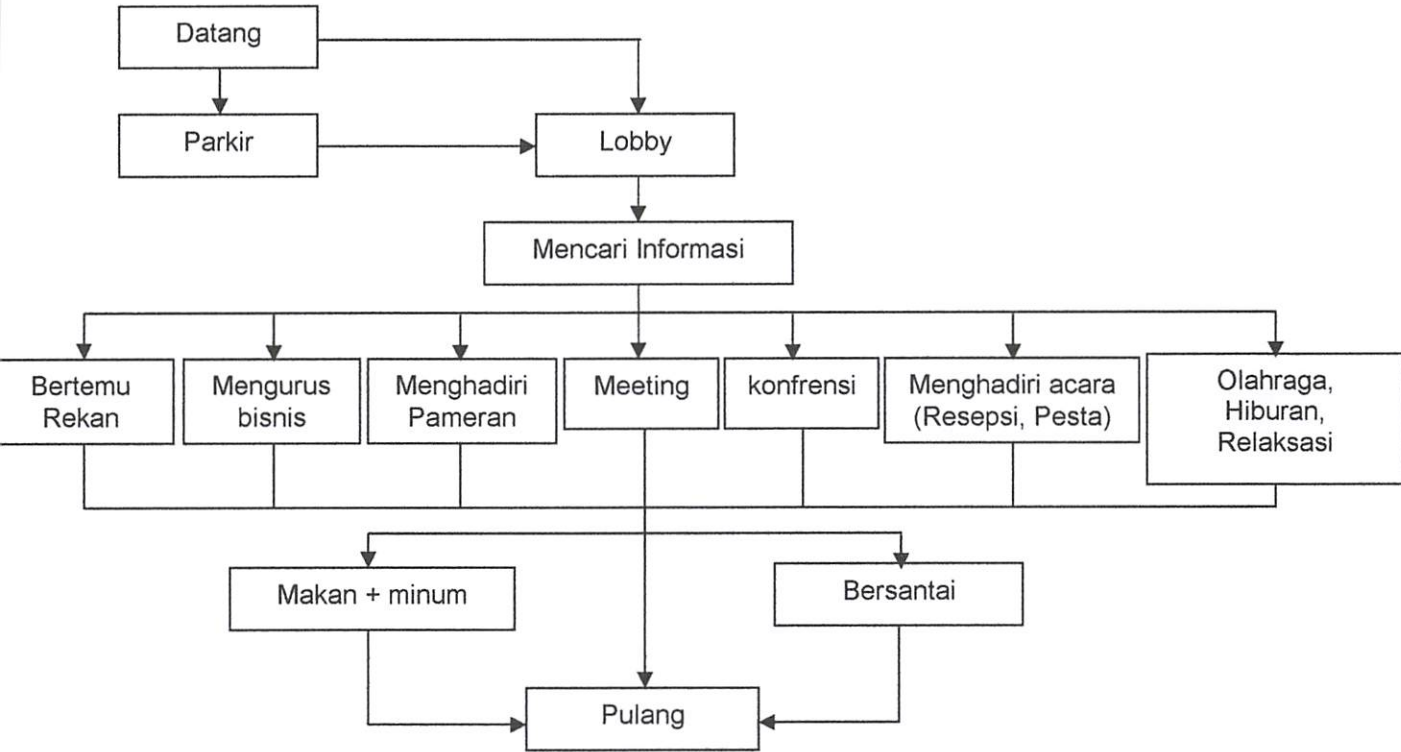 Datang
Parkir
Lobby
Mencari Informasi
Bertemu
Rekan
Mengurus
bisnis
Menghadiri
Pameran
Meeting
konfrensi
Menghadiri acara
(Resepsi, Pesta)
Olahraga,
Hiburan,
Relaksasi
Makan + minum
Bersantai
Pulang